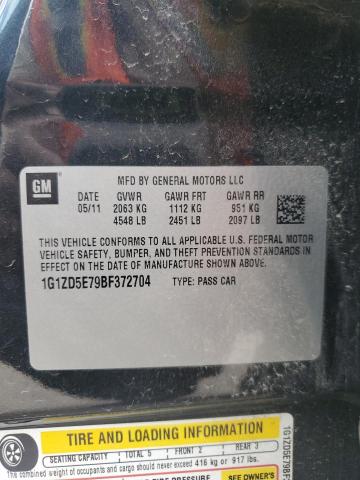 GM
MFD BY GENERAL MOTORS LLC
DATE GVWR GAWR FRT GAWR RR
05/11 2063 KG 1112 KG 951 KG
4548 LB 2451 LB 2097 LB
THIS VEHICLE CONFORMS TO ALL APPLICABLE U.S. FEDERAL MOTOR
VEHICLE SAFETY, BUMPER, AND THEFT PREVENTION STANDARDS IN
EFFECT ON THE DATE OF MANUFACTURE SHOWN ABOVE.
1G1ZD5E79BF372704 TYPE: PASS CAR
TIRE AND LOADING INFORMATION
SEATING CAPACITY TOTAL 5 FRONT 2 REAR 3
The combined weight of occupants and cargo should never exceed 416 kg or 917 lbs.
SEE OWNER'S
1G1ZD5E79BF